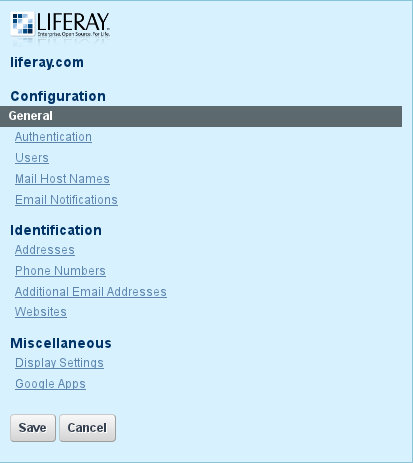 LIFERAY.
Enterprise. Open Source. For Life.
liferay.com
Configuration
General
Authentication
Users
Mail Host Names
Email Notifications
Identification
Addresses
Phone Numbers
Additional Email Addresses
Websites
Miscellaneous
Display Settings
Google Apps
Save Cancel